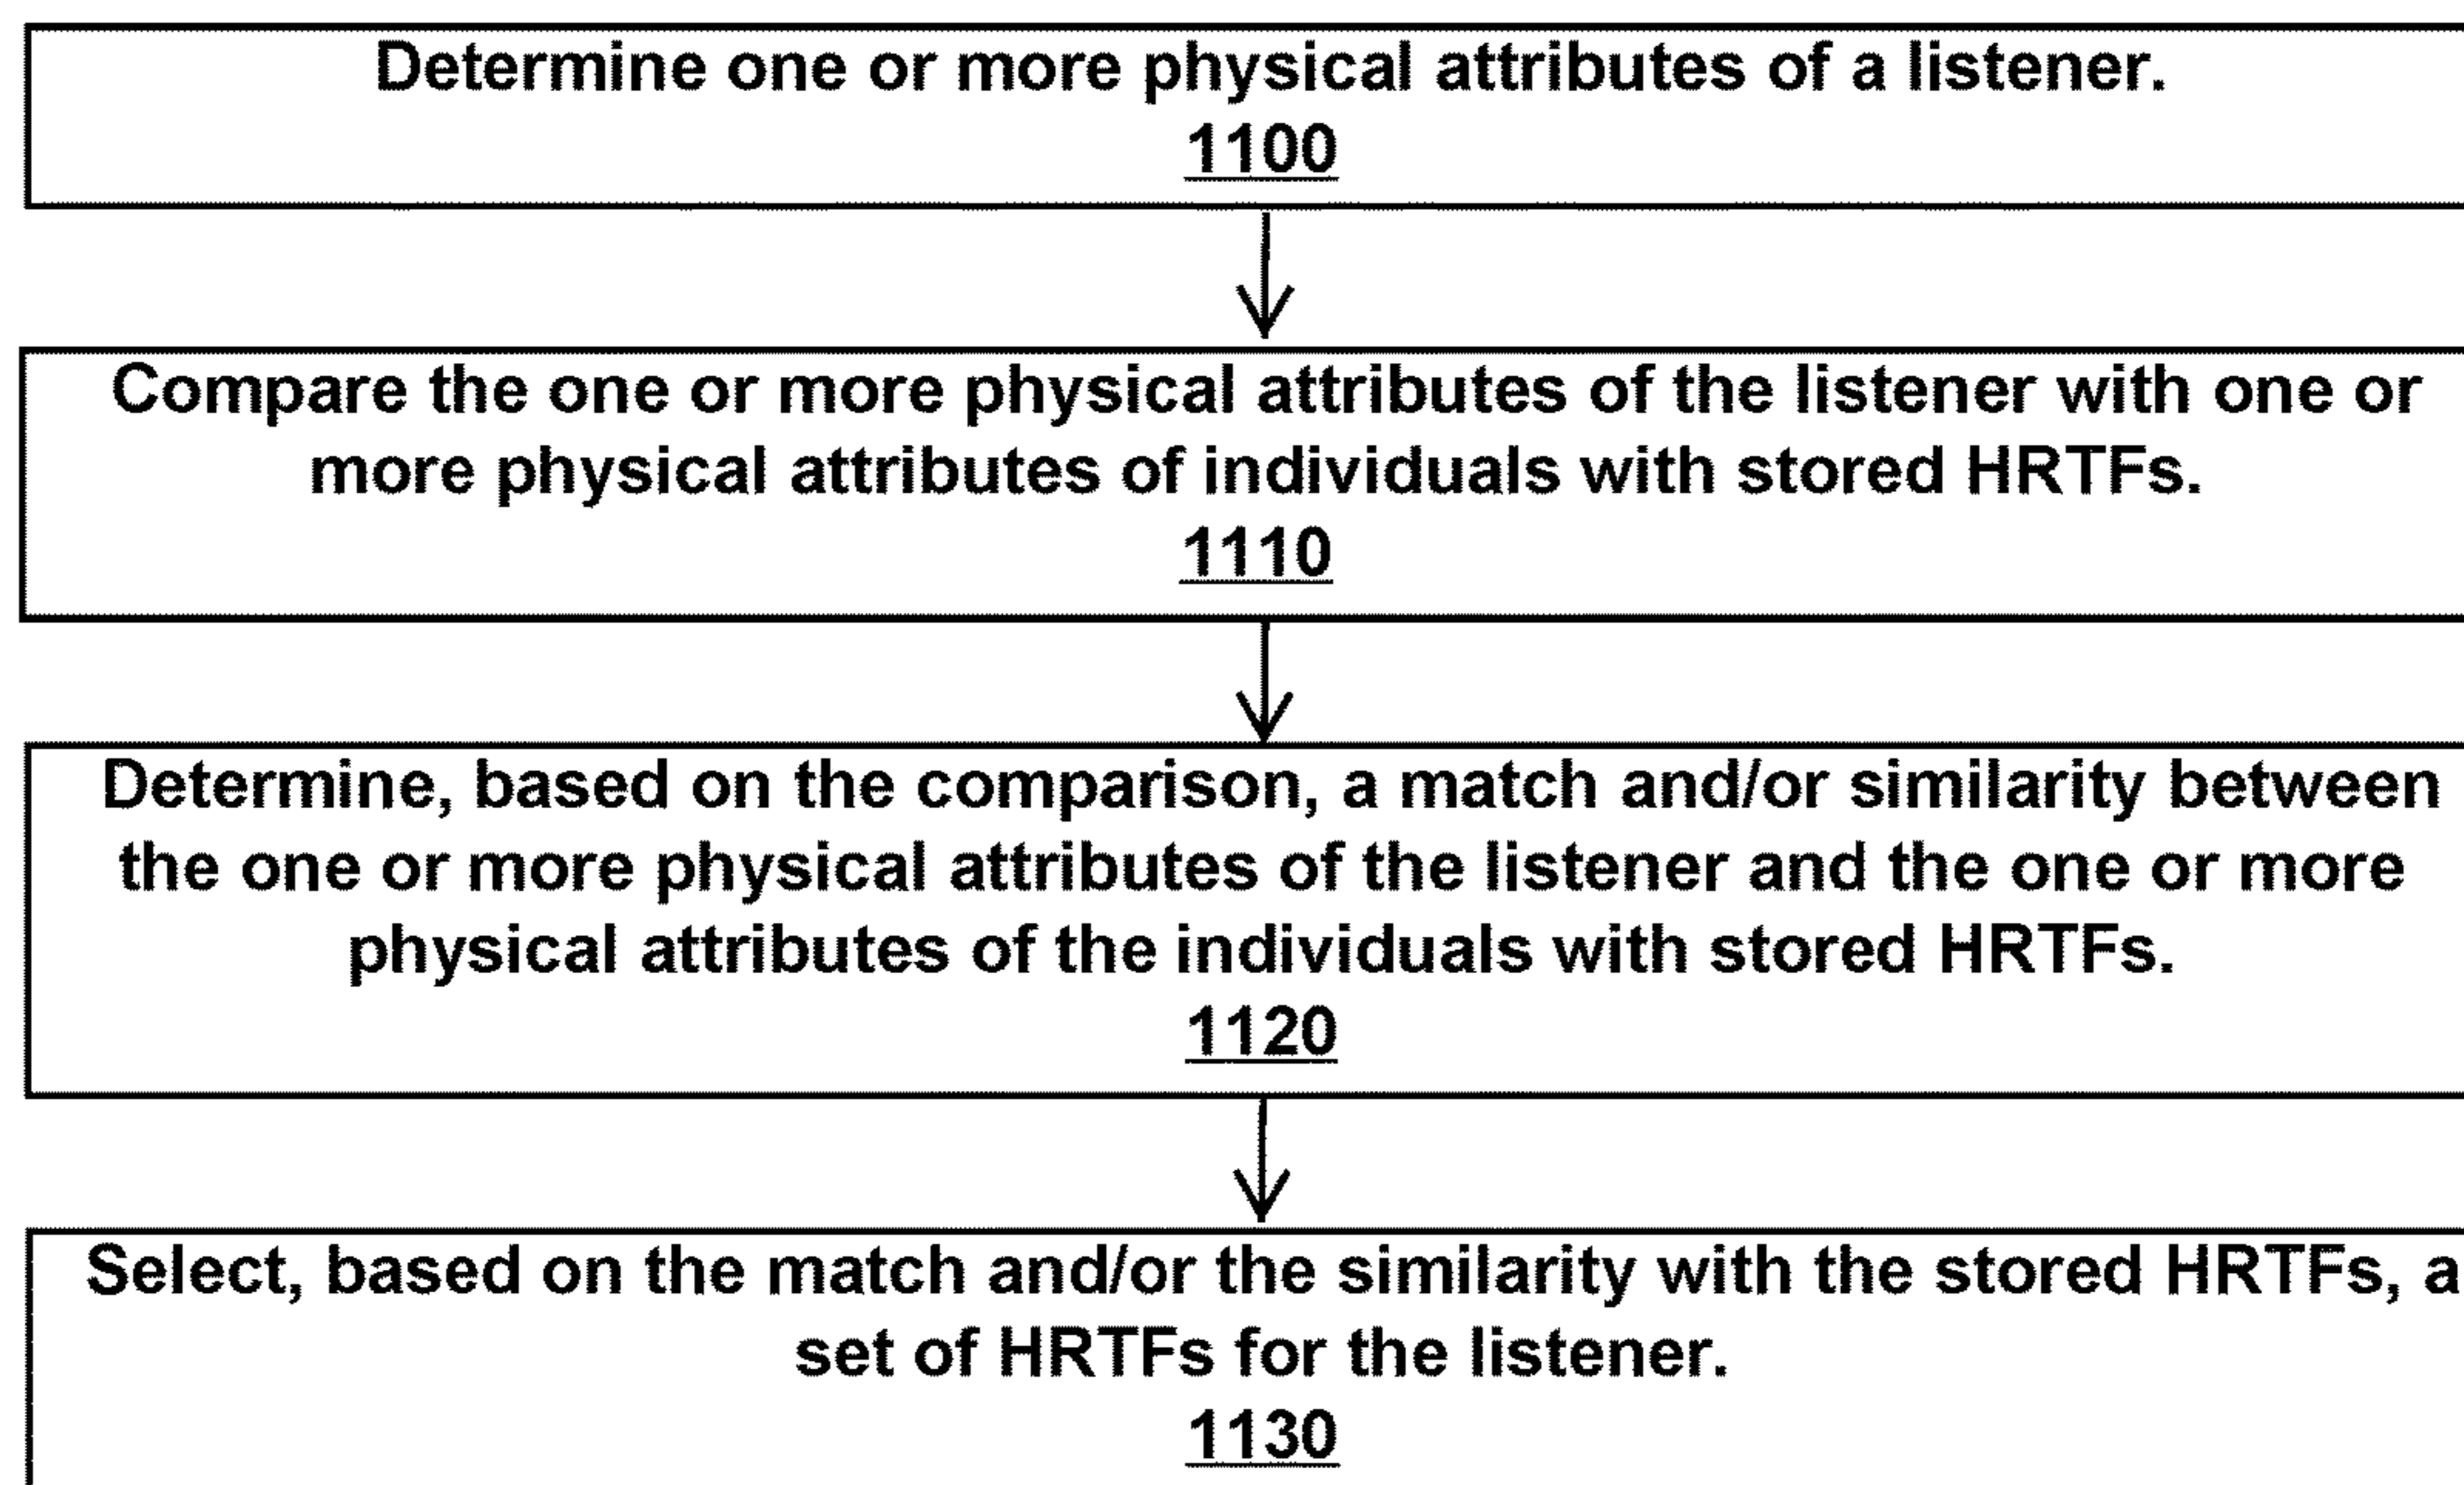 Determine one or more physical attributes of a listener.
1100
Compare the one or more physical attributes of the listener with one or
more physical attributes of individuals with stored HRTFs.
1110
Determine, based on the comparison, a match and/or similarity between
the one or more physical attributes of the listener and the one or more
physical attributes of the individuals with stored HRTFs.
1120
Select, based on the match and/or the similarity with the stored HRTFs, a
set of HRTFs for the listener.
1130